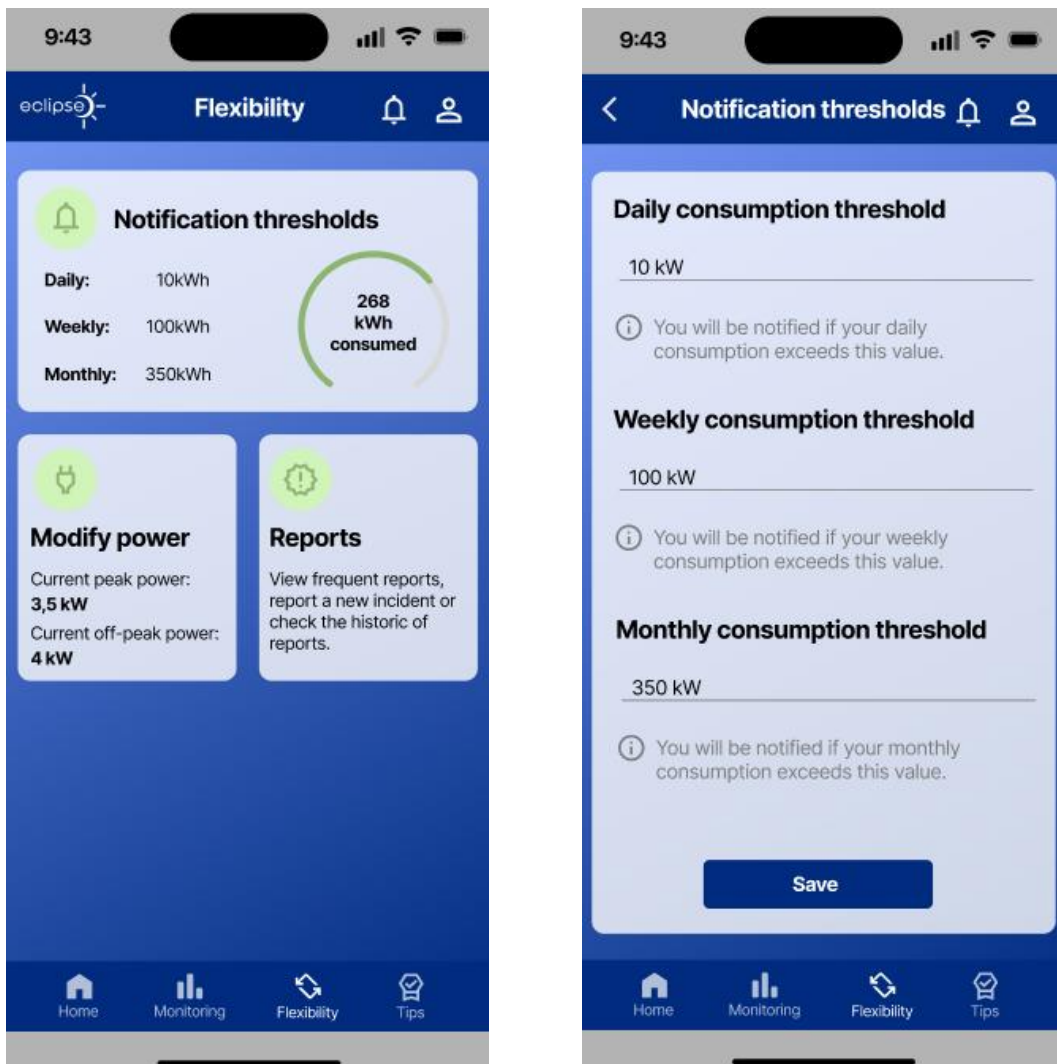 9:43
eclipse
Flexibility
Notification thresholds
Daily: 10kWh
Weekly: 100kWh
Monthly: 350kWh
268
kWh
consumed
Modify power
Current peak power:
3,5 kW
Current off-peak power:
4 kW
Reports
View frequent reports,
report a new incident or
check the historic of
reports.
Home
Monitoring
Flexibility
Tips
9:43
Notification thresholds
Daily consumption threshold
10 kW
You will be notified if your daily
consumption exceeds this value.
Weekly consumption threshold
100 kW
You will be notified if your weekly
consumption exceeds this value.
Monthly consumption threshold
350 kW
You will be notified if your monthly
consumption exceeds this value.
Save
Home
Monitoring
Flexibility
Tips